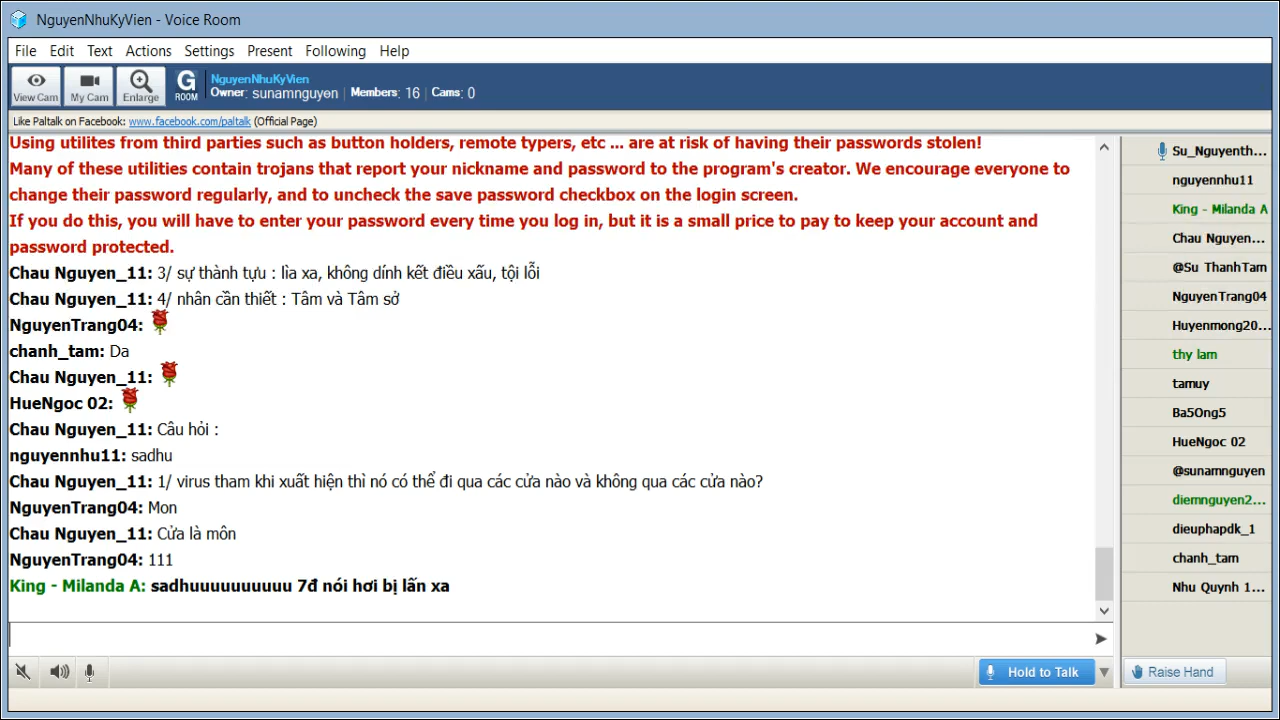 NguyenNhuKyVien - Voice Room
File Edit Text Actions Settings Present Following Help
View Cam My Cam Enlarge G ROOM
NguyenNhuKyVien
Owner: sunamnguyen | Members: 16 | Cams: 0
Like Paltalk on Facebook: www.facebook.com/paltalk (Official Page)
Using utilites from third parties such as button holders, remote typers, etc ... are at risk of having their passwords stolen!
Many of these utilities contain trojans that report your nickname and password to the program's creator. We encourage everyone to
change their password regularly, and to uncheck the save password checkbox on the login screen.
If you do this, you will have to enter your password every time you log in, but it is a small price to pay to keep your account and
password protected.
Chau Nguyen_11: 3/ sự thành tựu : lìa xa, không dính kết điều xấu, tội lỗi
Chau Nguyen_11: 4/ nhân cần thiết : Tâm và Tâm sở
NguyenTrang04:
chanh_tam: Da
Chau Nguyen_11:
HueNgoc 02:
Chau Nguyen_11: Câu hỏi :
nguyennhu11: sadhu
Chau Nguyen_11: 1/ virus tham khi xuất hiện thì nó có thể đi qua các cửa nào và không qua các cửa nào?
NguyenTrang04: Mon
Chau Nguyen_11: Cửa là môn
NguyenTrang04: 111
King - Milanda A: sadhuuuuuuuuuu 7đ nói hơi bị lấn xa
Su_Nguyenth...
nguyennhu11
King - Milanda A
Chau Nguyen...
@Su ThanhTam
NguyenTrang04
Huyenmong20...
thy lam
tamuy
Ba5Ong5
HueNgoc 02
@sunamnguyen
diemnguyen2...
dieuphapdk_1
chanh_tam
Nhu Quynh 1...
Hold to Talk
Raise Hand